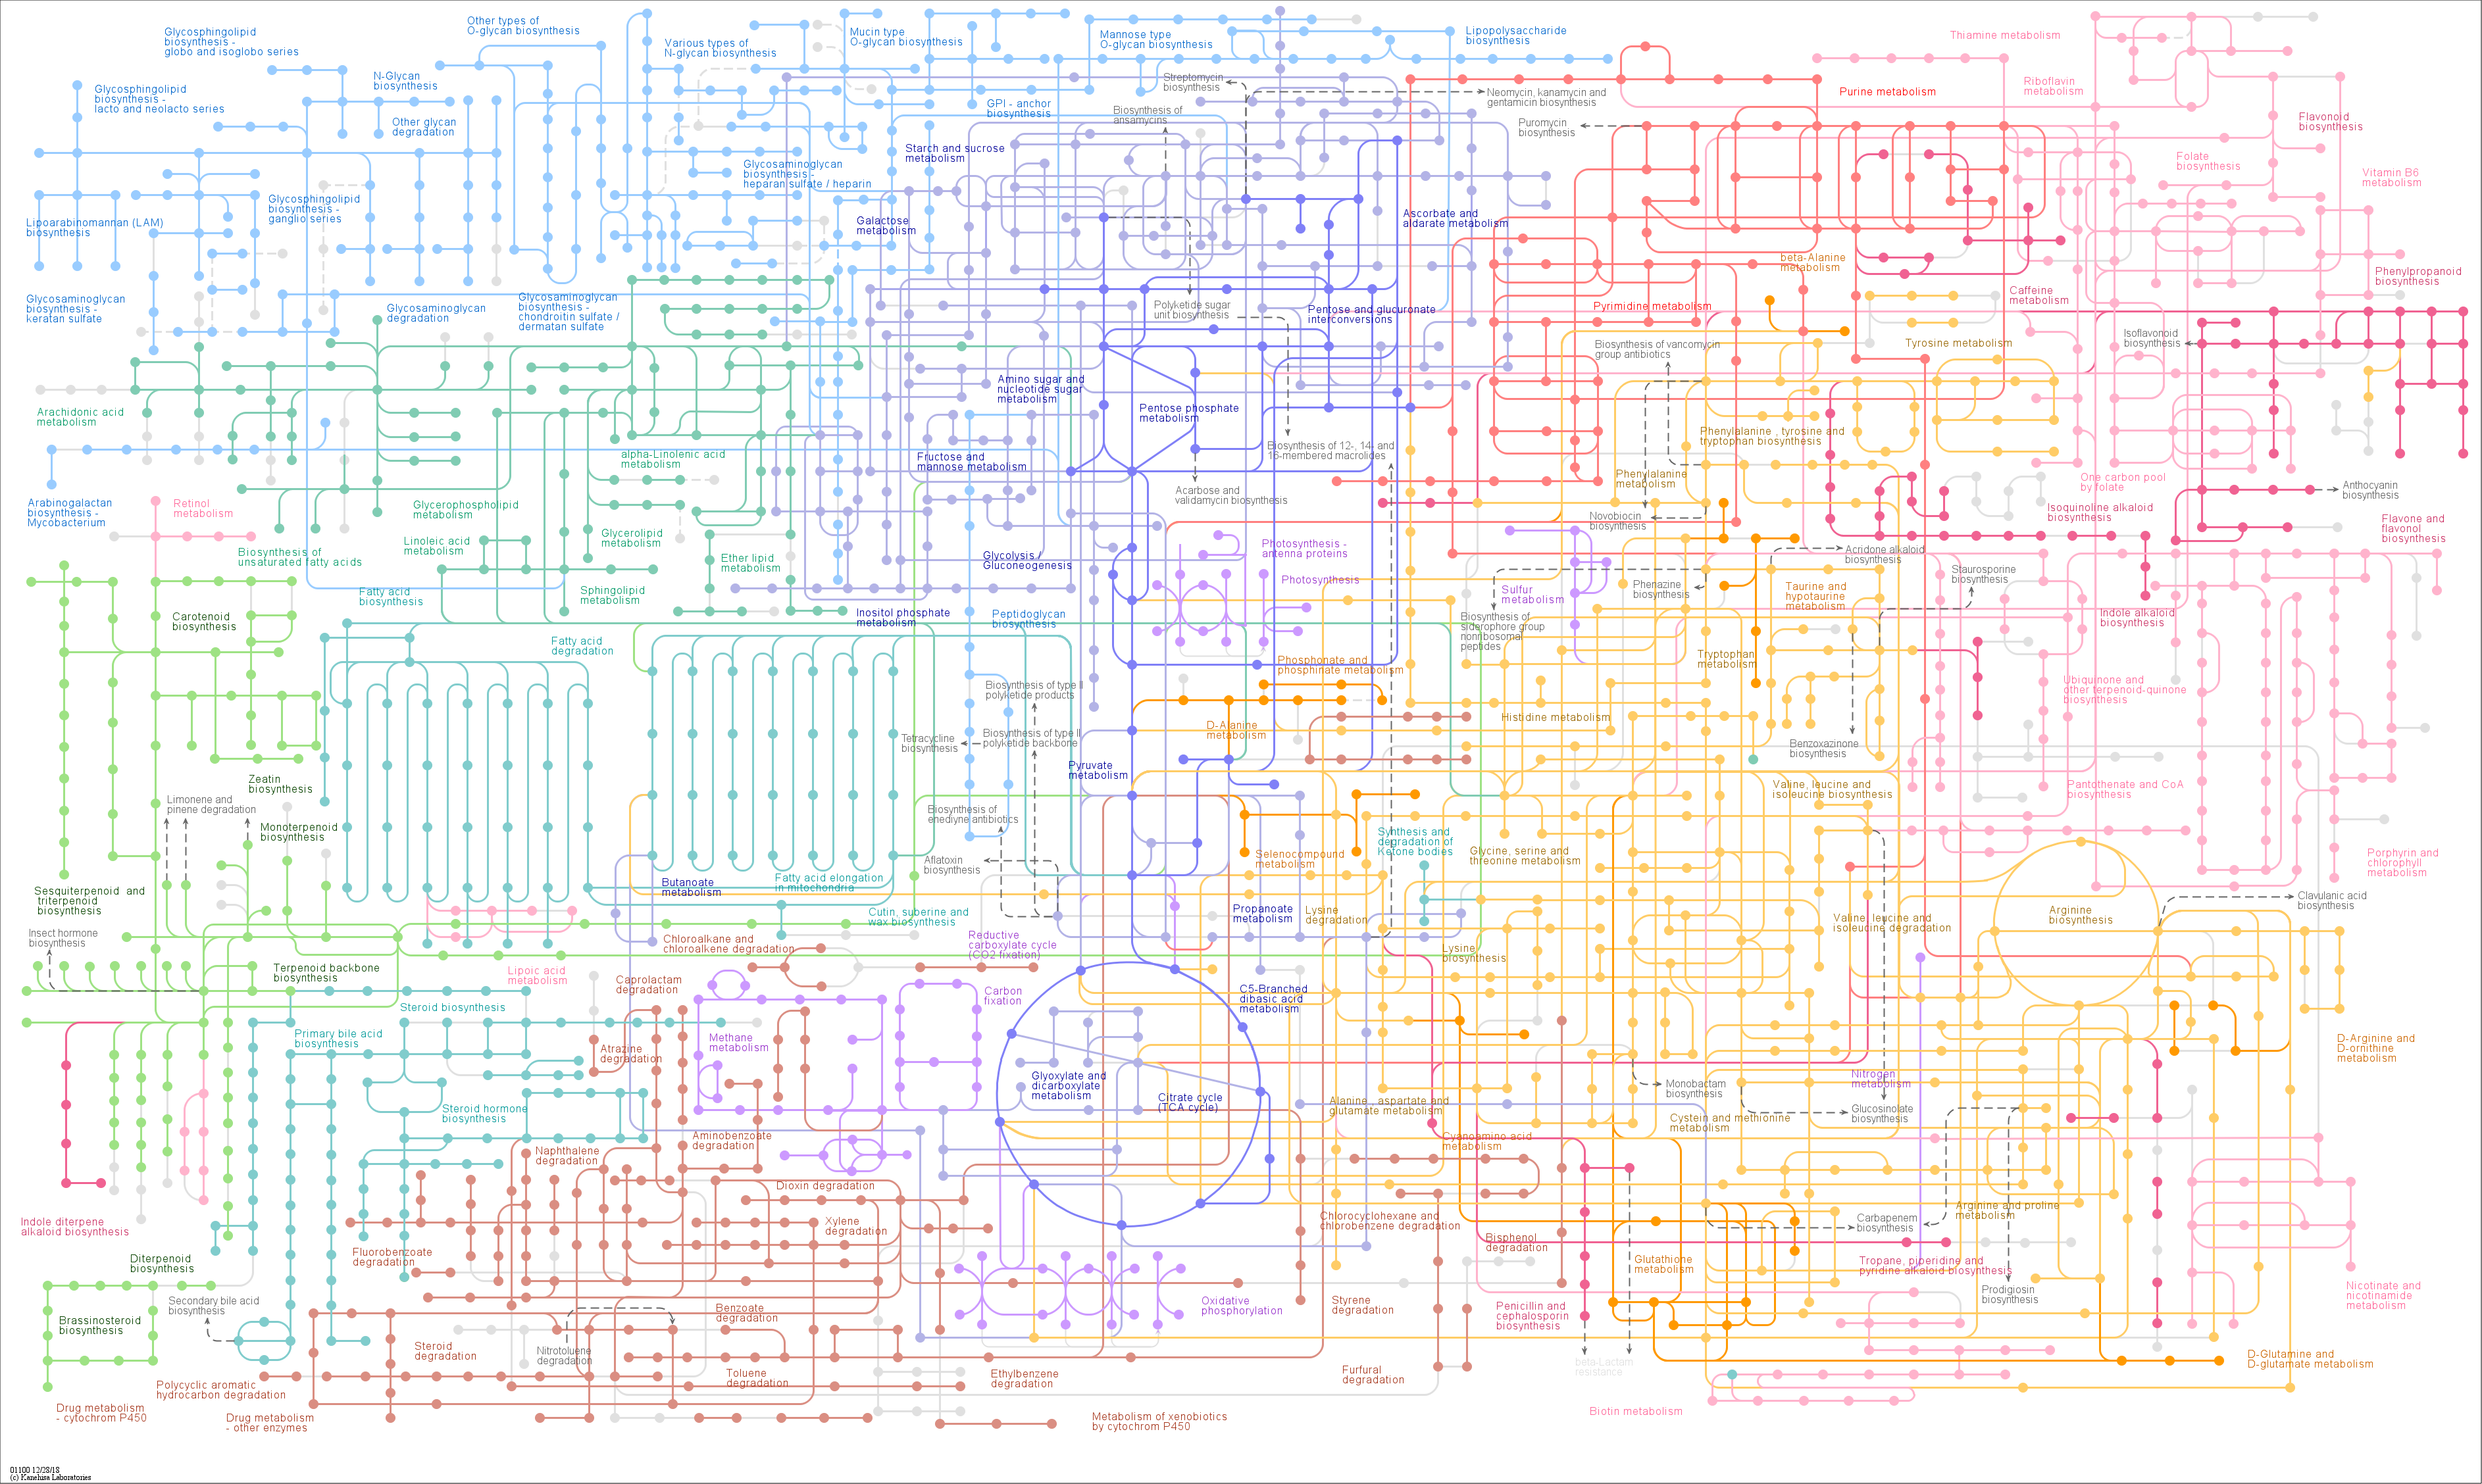 Glycosphingolipid
biosynthesis -
globo and isoglobo series
Other types of
O-glycan biosynthesis
Various types of
N-glycan biosynthesis
Mucin type
O-glycan biosynthesis
Mannose type
O-glycan biosynthesis
Lipopolysaccharide
biosynthesis
Thiamine metabolism
Glycosphingolipid
biosynthesis -
lacto and neolacto series
N-Glycan
biosynthesis
Other glycan
degradation
GPI - anchor
biosynthesis
Streptomycin
biosynthesis
Biosynthesis of
ansamycins
Neomycin, kanamycin and
gentamicin biosynthesis
Puromycin
biosynthesis
Purine metabolism
Riboflavin
metabolism
Flavonoid
biosynthesis
Starch and sucrose
metabolism
Glycosaminoglycan
biosynthesis -
heparan sulfate / heparin
Folate
biosynthesis
Vitamin B6
metabolism
Lipoarabinomannan (LAM)
biosynthesis
Glycosphingolipid
biosynthesis -
ganglio series
Galactose
metabolism
Ascorbate and
aldarate metabolism
beta-Alanine
metabolism
Phenylpropanoid
biosynthesis
Glycosaminoglycan
biosynthesis -
keratan sulfate
Glycosaminoglycan
degradation
Glycosaminoglycan
biosynthesis -
chondroitin sulfate /
dermatan sulfate
Polyketide sugar
unit biosynthesis
Pentose and glucuronate
interconversions
Pyrimidine metabolism
Caffeine
metabolism
Isoflavonoid
biosynthesis
Biosynthesis of vancomycin
group antibiotics
Tyrosine metabolism
Arachidonic acid
metabolism
Amino sugar and
nucleotide sugar
metabolism
Pentose phosphate
metabolism
Phenylalanine , tyrosine and
tryptophan biosynthesis
alpha-Linolenic acid
metabolism
Fructose and
mannose metabolism
Biosynthesis of 12-, 14- and
16-membered macrolides
Phenylalanine
metabolism
One carbon pool
by folate
Anthocyanin
biosynthesis
Arabinogalactan
biosynthesis -
Mycobacterium
Retinol
metabolism
Glycerophospholipid
metabolism
Acarbose and
validamycin biosynthesis
Novobiocin
biosynthesis
Isoquinoline alkaloid
biosynthesis
Flavone and
flavonol
biosynthesis
Biosynthesis of
unsaturated fatty acids
Linoleic acid
metabolism
Glycerolipid
metabolism
Ether lipid
metabolism
Glycolysis /
Gluconeogenesis
Photosynthesis -
antenna proteins
Photosynthesis
Acridone alkaloid
biosynthesis
Staurosporine
biosynthesis
Carotenoid
biosynthesis
Fatty acid
biosynthesis
Sphingolipid
metabolism
Inositol phosphate
metabolism
Peptidoglycan
biosynthesis
Sulfur
metabolism
Phenazine
biosynthesis
Taurine and
hypotaurine
metabolism
Biosynthesis of
siderophore group
nonribosomal
peptides
Indole alkaloid
biosynthesis
Fatty acid
degradation
Phosphonate and
phosphinate metabolism
Tryptophan
metabolism
Ubiquinone and
other terpenoid-quinone
biosynthesis
Biosynthesis of type II
polyketide products
Histidine metabolism
D-Alanine
metabolism
Tetracycline
biosynthesis
Biosynthesis of type II
polyketide backbone
Benzoxazinone
biosynthesis
Pyruvate
metabolism
Zeatin
biosynthesis
Valine, leucine and
isoleucine biosynthesis
Pantothenate and CoA
biosynthesis
Limonene and
pinene degradation
Biosynthesis of
enediyne antibiotics
Monoterpenoid
biosynthesis
Synthesis and
degradation of
Ketone bodies
Selenocompound
metabolism
Glycine, serine and
threonine metabolism
Porphyrin and
chlorophyll
metabolism
Aflatoxin
biosynthesis
Sesquiterpenoid and
triterpenoid
biosynthesis
Butanoate
metabolism
Fatty acid elongation
in mitochondria
Clavulanic acid
biosynthesis
Cutin, suberine and
wax biosynthesis
Propanoate
metabolism
Lysine
degradation
Valine, leucine and
isoleucine degradation
Arginine
biosynthesis
Insect hormone
biosynthesis
Chloroalkane and
chloroalkene degradation
Reductive
carboxylate cycle
(CO2 fixation)
Lysine
biosynthesis
Terpenoid backbone
biosynthesis
Lipoic acid
metabolism
Caprolactam
degradation
Carbon
fixation
C5-Branched
dibasic acid
metabolism
Steroid biosynthesis
Primary bile acid
biosynthesis
Atrazine
degradation
Methane
metabolism
D-Arginine and
D-ornithine
metabolism
Glyoxylate and
dicarboxylate
metabolism
Nitrogen
metabolism
Monobactam
biosynthesis
Citrate cycle
(TCA cycle)
Alanine , aspartate and
glutamate metabolism
Steroid hormone
biosynthesis
Glucosinolate
biosynthesis
Cystein and methionine
metabolism
Aminobenzoate
degradation
Cyanoamino acid
metabolism
Naphthalene
degradation
Dioxin degradation
Arginine and proline
metabolism
Indole diterpene
alkaloid biosynthesis
Xylene
degradation
Chlorocyclohexane and
chlorobenzene degradation
Carbapenem
biosynthesis
Bisphenol
degradation
Fluorobenzoate
degradation
Diterpenoid
biosynthesis
Glutathione
metabolism
Tropane, piperidine and
pyridine alkaloid biosynthesis
Prodigiosin
biosynthesis
Nicotinate and
nicotinamide
metabolism
Secondary bile acid
biosynthesis
Brassinosteroid
biosynthesis
Benzoate
degradation
Oxidative
phosphorylation
Styrene
degradation
Penicillin and
cephalosporin
biosynthesis
Steroid
degradation
Nitrotoluene
degradation
beta-Lactam
resistance
D-Glutamine and
D-glutamate metabolism
Polycyclic aromatic
hydrocarbon degradation
Toluene
degradation
Ethylbenzene
degradation
Furfural
degradation
Drug metabolism
- cytochrom P450
Drug metabolism
- other enzymes
Metabolism of xenobiotics
by cytochrom P450
Biotin metabolism
01100 12/28/18
(c) Kanehisa Laboratories